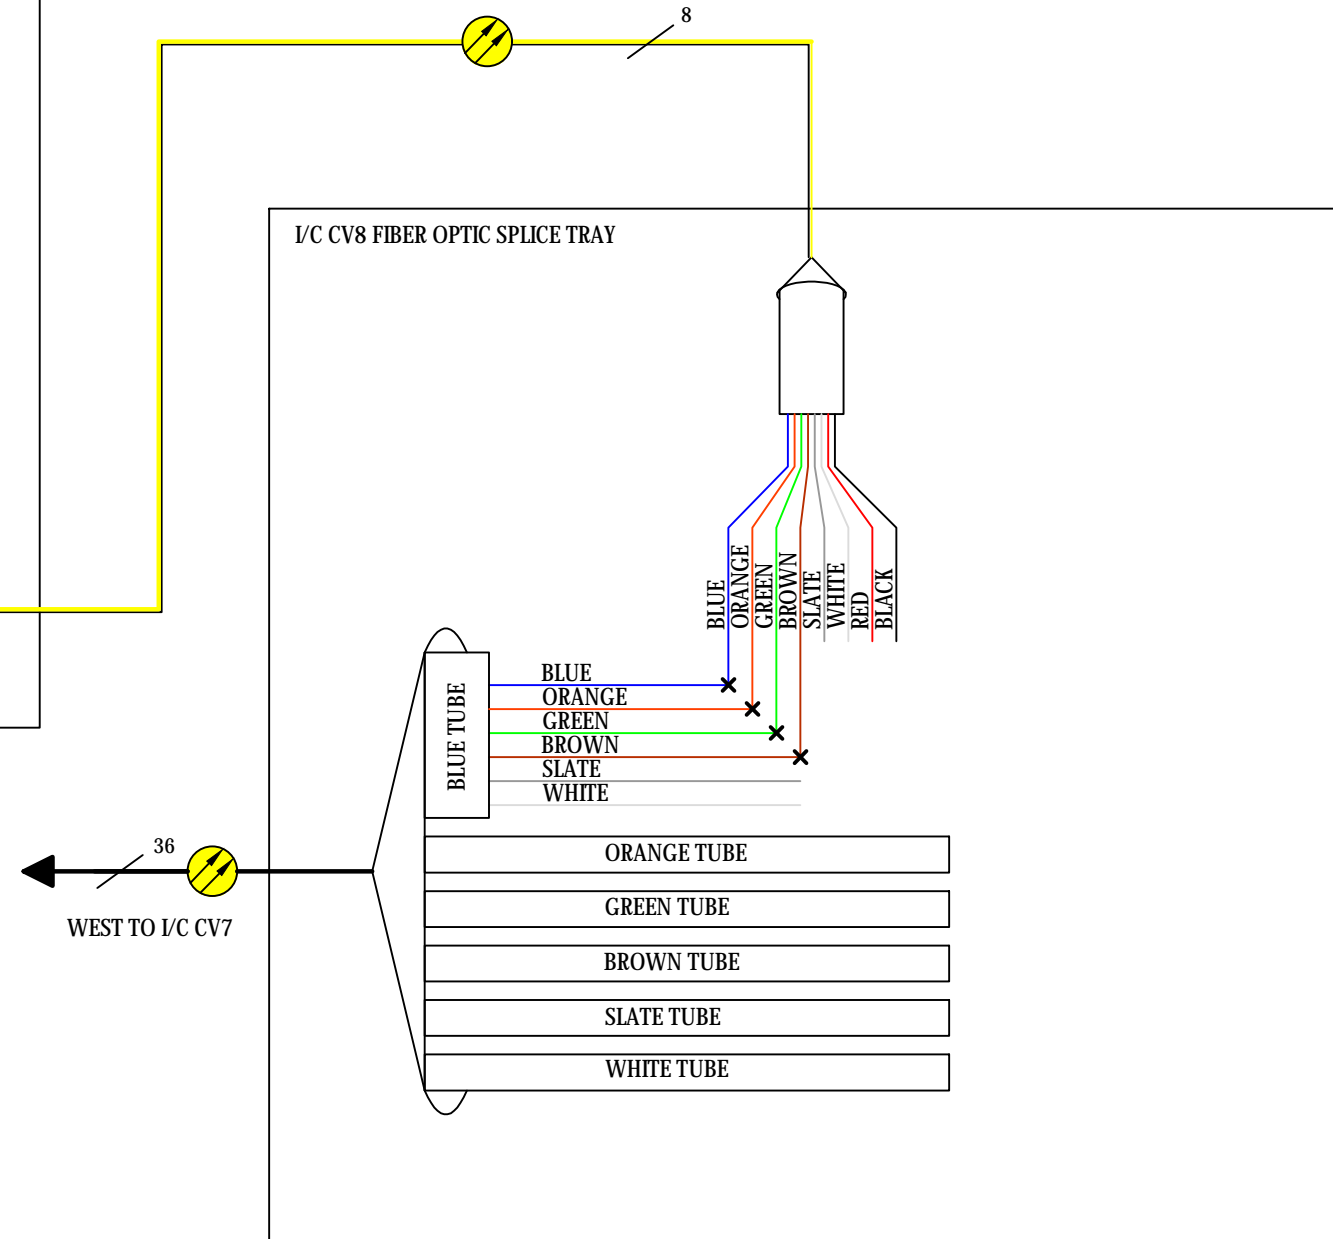 8
I/C CV8 FIBER OPTIC SPLICE TRAY
BLUE
ORANGE
GREEN
BROWN
SLATE
WHITE
RED
BLACK
BLUE TUBE
BLUE
ORANGE
GREEN
BROWN
SLATE
WHITE
36
WEST TO I/C CV7
ORANGE TUBE
GREEN TUBE
BROWN TUBE
SLATE TUBE
WHITE TUBE